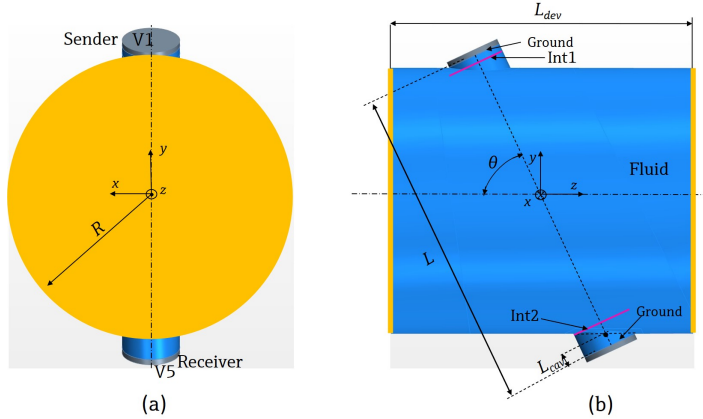 Sender
V1
y
x
z
R
Receiver
V5
(a)
L_dev
Ground
Int1
θ
y
Fluid
z
x
L
Int2
Ground
L_cav
(b)